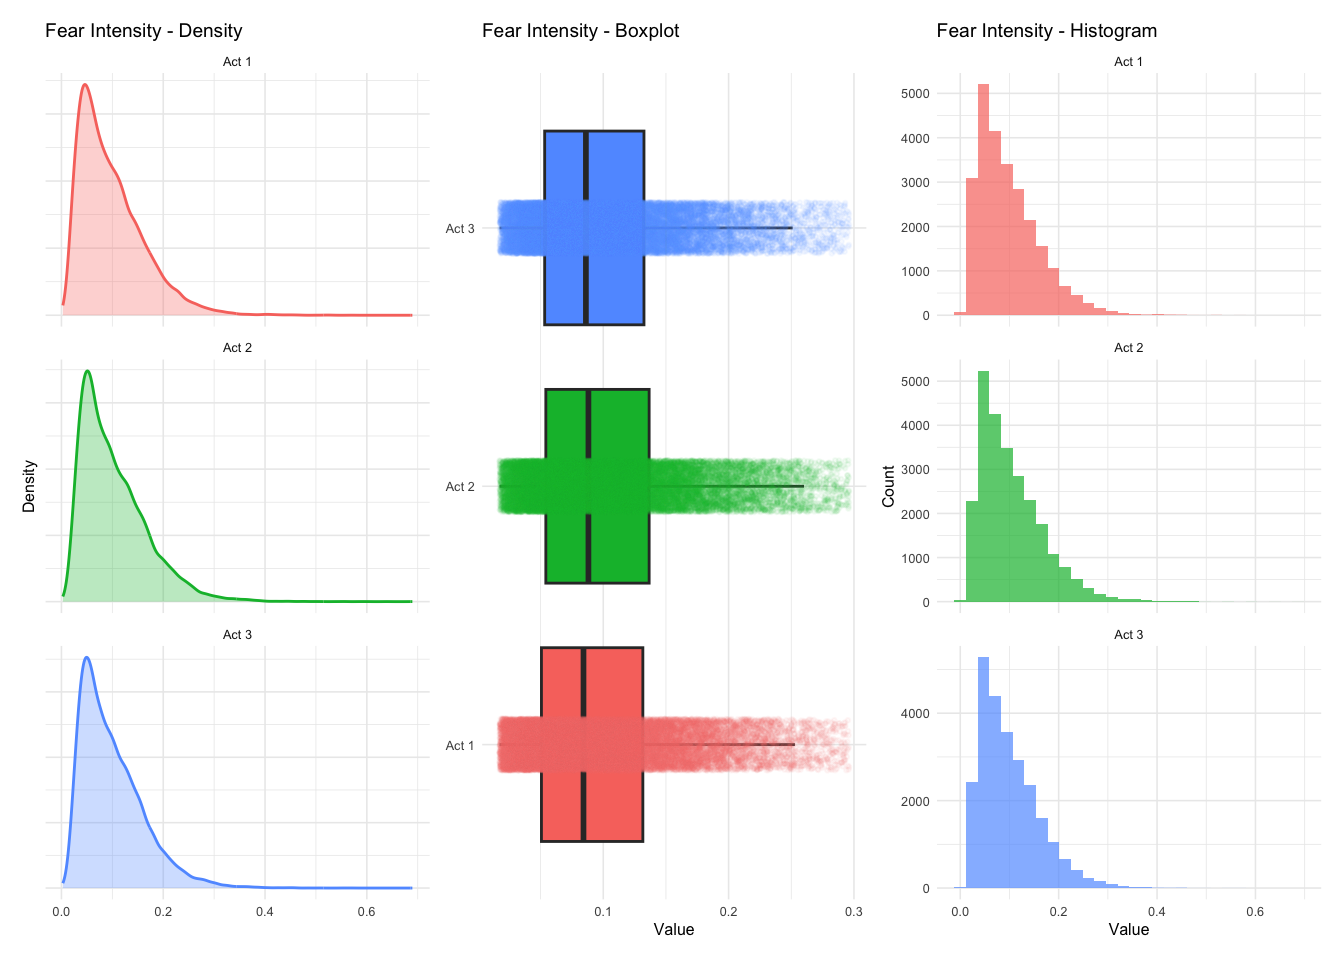 Fear Intensity - Density
Act 1
Act 2
Act 3
Density
0.0 0.2 0.4 0.6
Fear Intensity - Boxplot
Act 3
Act 2
Act 1
0.1 0.2 0.3
Value
Fear Intensity - Histogram
Act 1
5000
4000
3000
2000
1000
0
Act 2
5000
4000
3000
2000
1000
0
Count
Act 3
4000
2000
0
0.0 0.2 0.4 0.6
Value